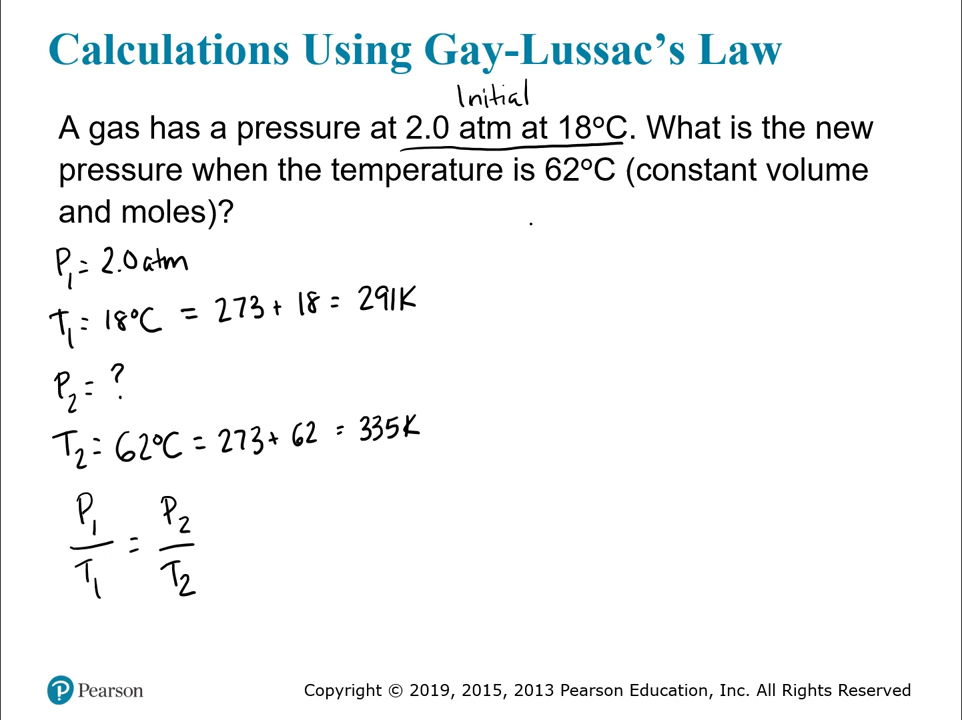 Calculations Using Gay-Lussac's Law
Initial
A gas has a pressure at 2.0 atm at 18°C. What is the new
pressure when the temperature is 62°C (constant volume
and moles)?
P₁ = 2.0 atm
T₁ = 18°C = 273 + 18 = 291K
P₂ = ?
T₂ = 62°C = 273 + 62 = 335K
P₁/T₁ = P₂/T₂
P Pearson
Copyright © 2019, 2015, 2013 Pearson Education, Inc. All Rights Reserved